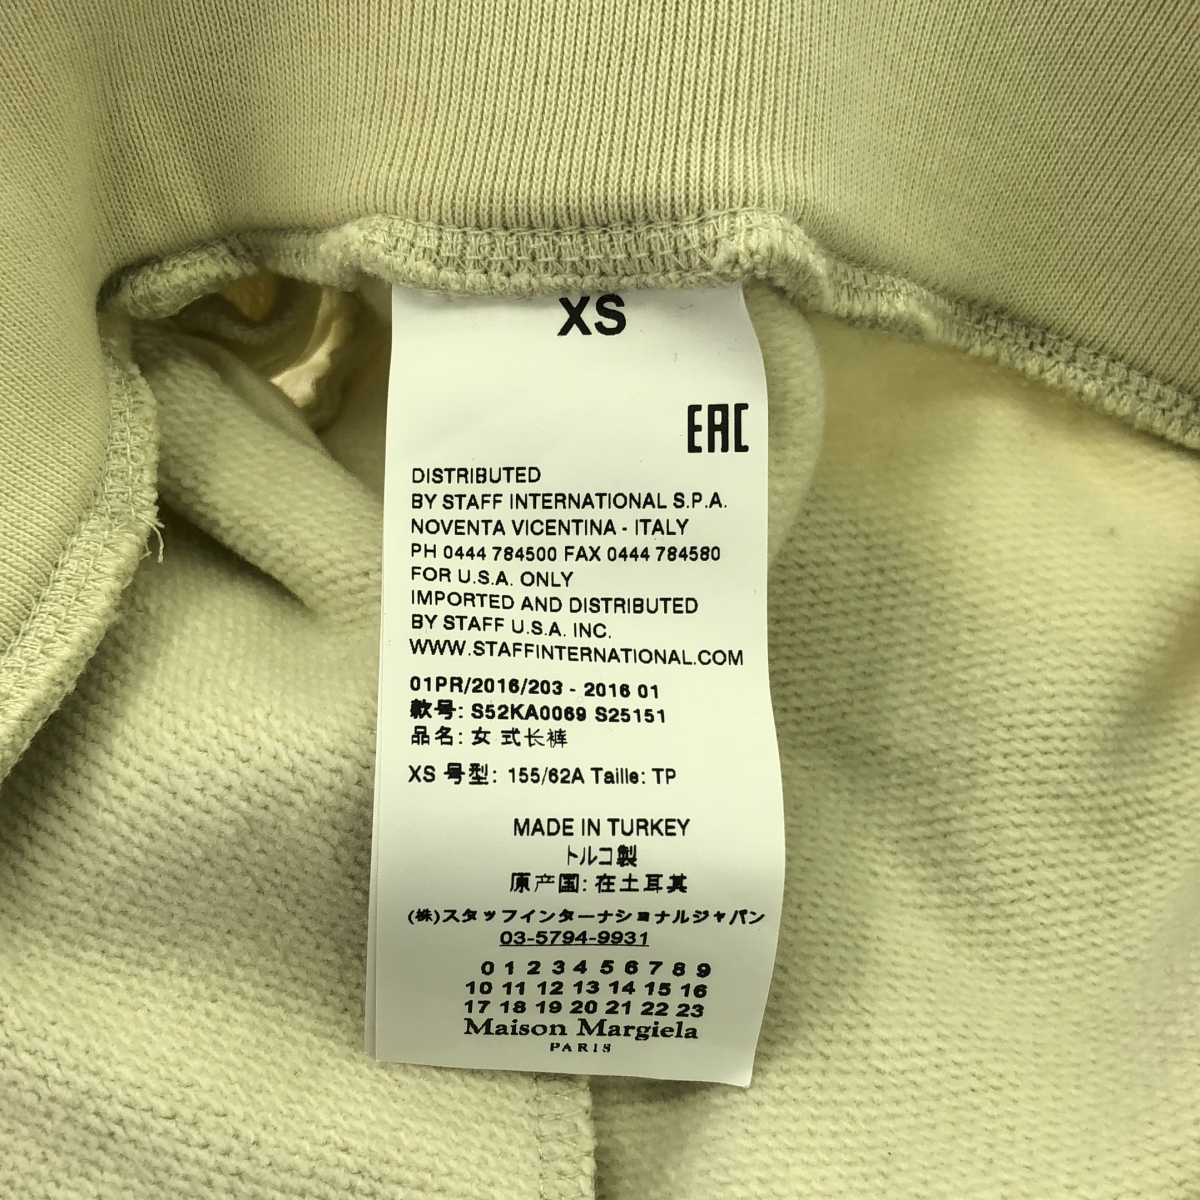 XS
EAC
DISTRIBUTED
BY STAFF INTERNATIONAL S.P.A.
NOVENTA VICENTINA - ITALY
PH 0444 784500 FAX 0444 784580
FOR U.S.A. ONLY
IMPORTED AND DISTRIBUTED
BY STAFF U.S.A. INC.
WWW.STAFFINTERNATIONAL.COM
01PR/2016/203 - 2016 01
款号: S52KA0069 S25151
品名: 女 式长裤
XS 号型: 155/62A Taille: TP
MADE IN TURKEY
トルコ製
原产国: 在土耳其
(株)スタッフインターナショナルジャパン
03-5794-9931
0 1 2 3 4 5 6 7 8 9
10 11 12 13 14 15 16
17 18 19 20 21 22 23
Maison Margiela
PARIS